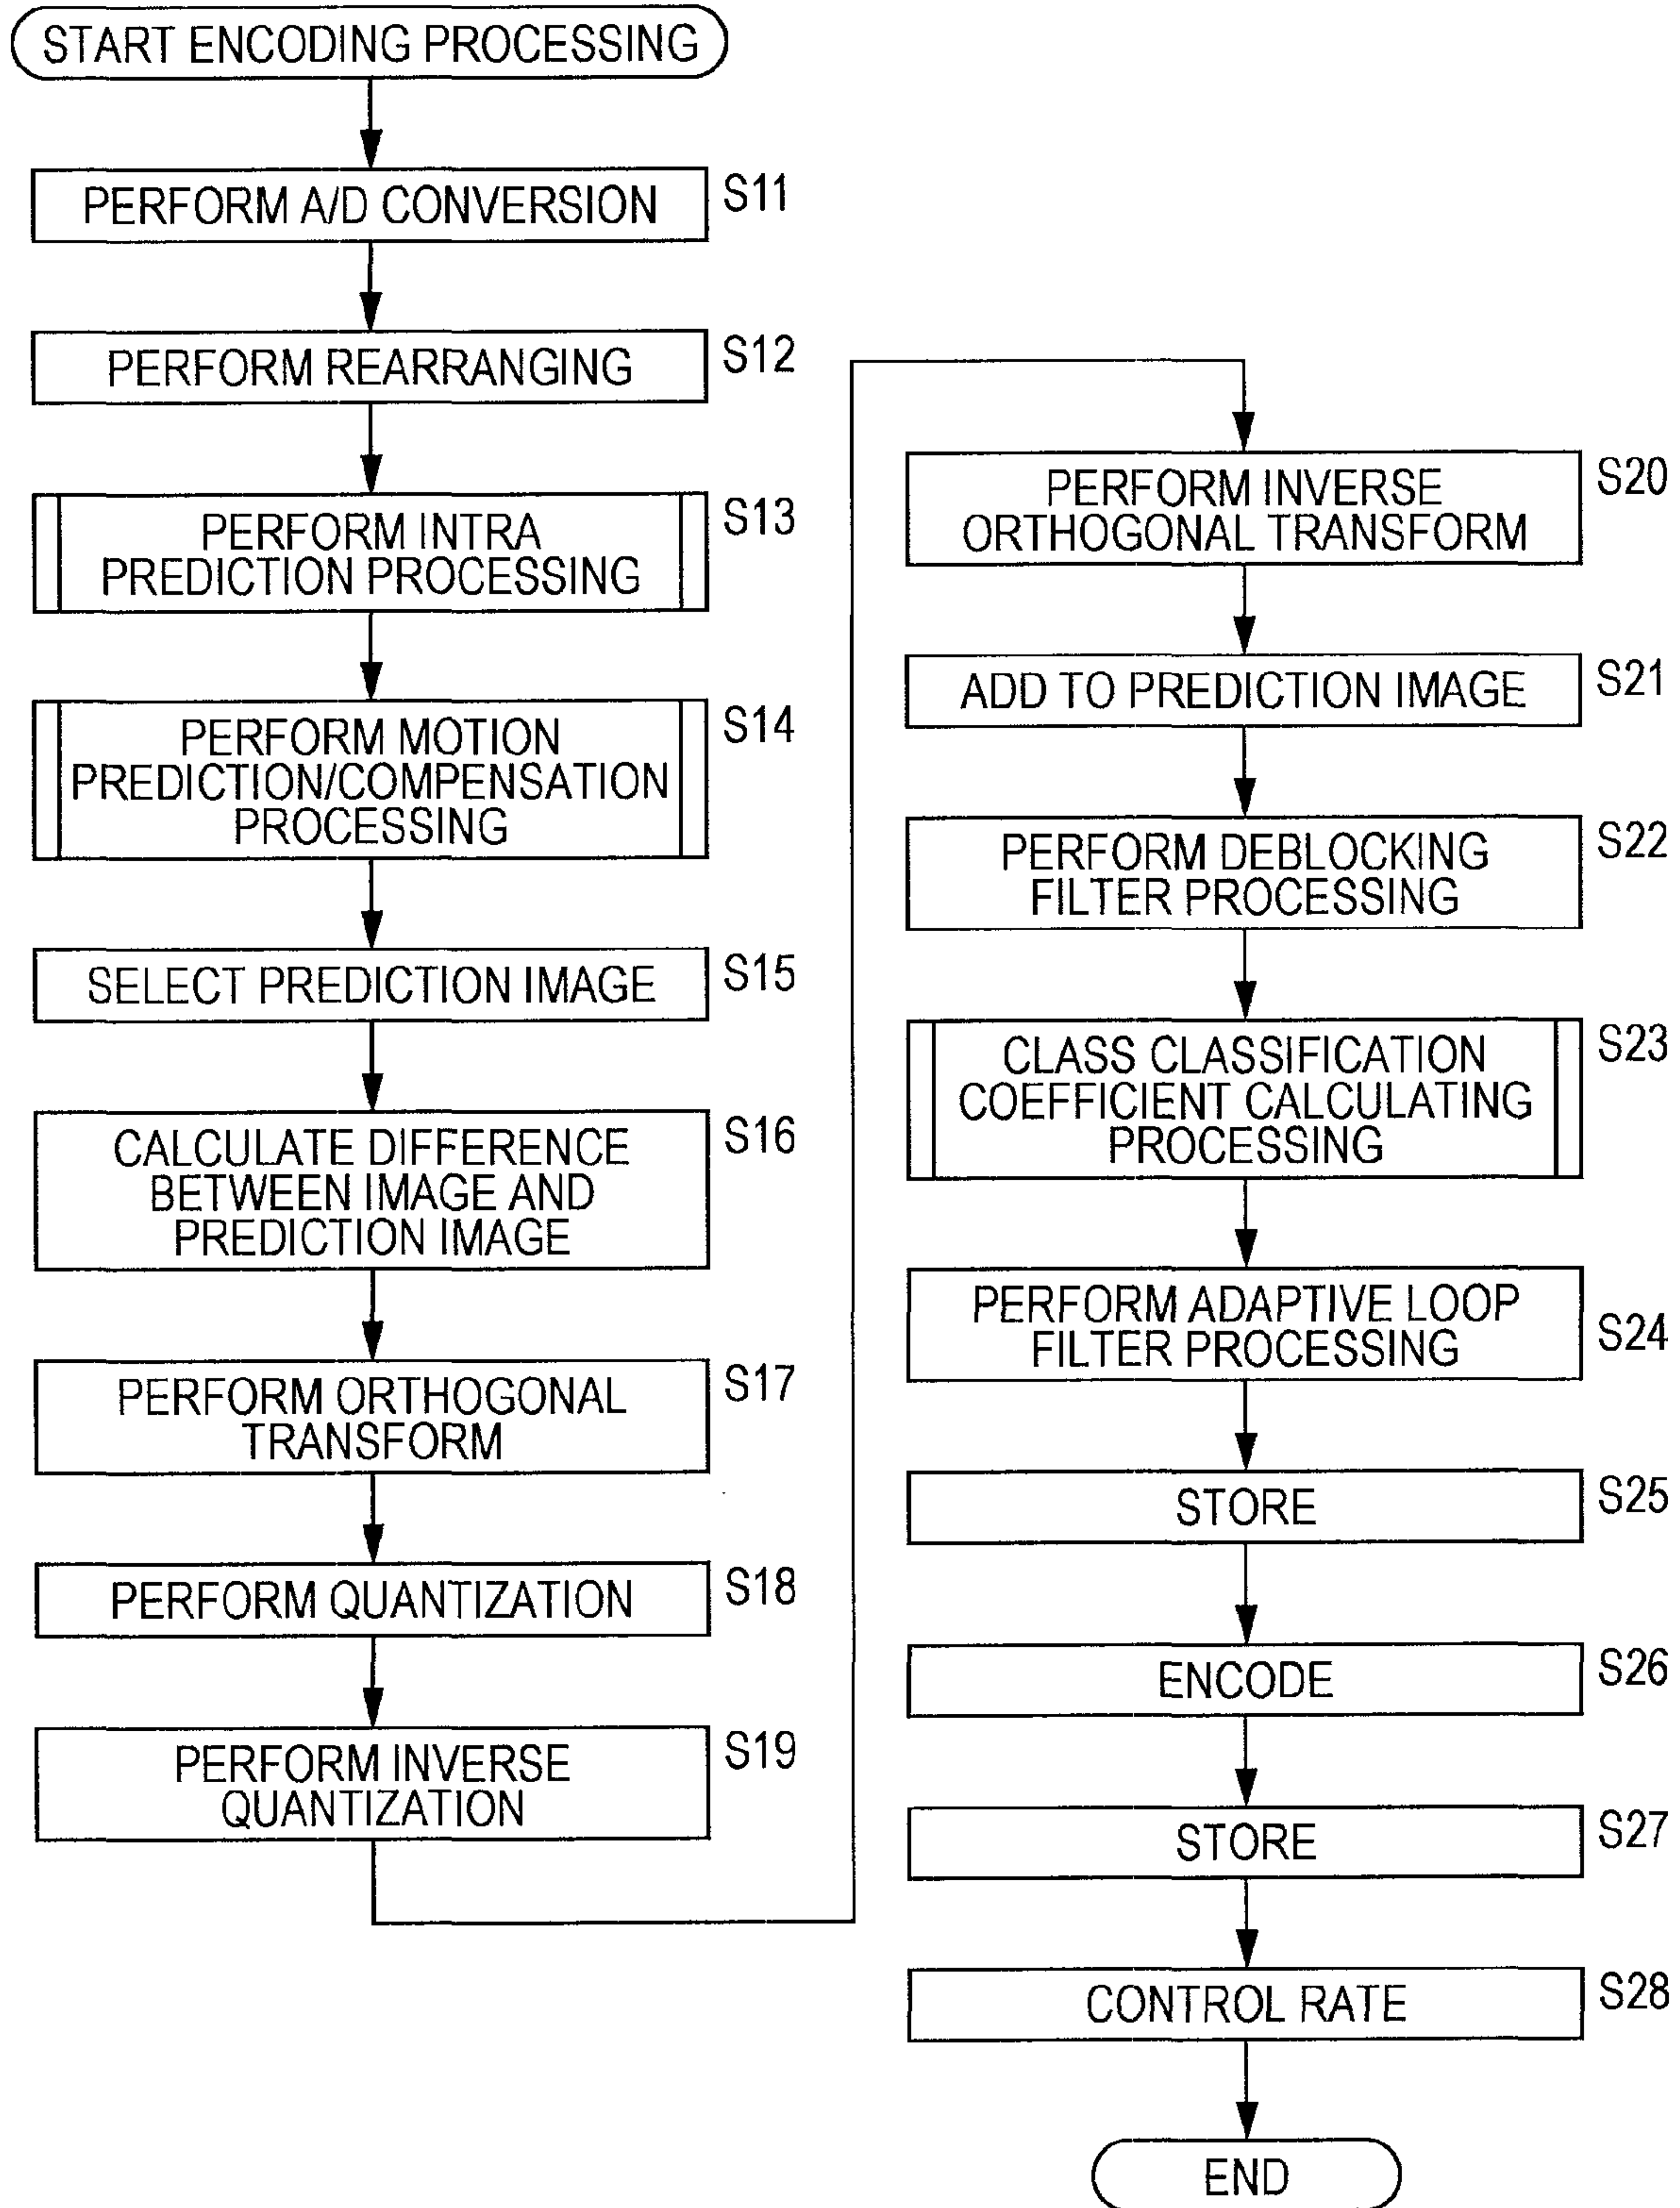 START ENCODING PROCESSING
PERFORM A/D CONVERSION
S11
PERFORM REARRANGING
S12
PERFORM INTRA
PREDICTION PROCESSING
S13
PERFORM MOTION
PREDICTION/COMPENSATION
PROCESSING
S14
SELECT PREDICTION IMAGE
S15
CALCULATE DIFFERENCE
BETWEEN IMAGE AND
PREDICTION IMAGE
S16
PERFORM ORTHOGONAL
TRANSFORM
S17
PERFORM QUANTIZATION
S18
PERFORM INVERSE
QUANTIZATION
S19
PERFORM INVERSE
ORTHOGONAL TRANSFORM
S20
ADD TO PREDICTION IMAGE
S21
PERFORM DEBLOCKING
FILTER PROCESSING
S22
CLASS CLASSIFICATION
COEFFICIENT CALCULATING
PROCESSING
S23
PERFORM ADAPTIVE LOOP
FILTER PROCESSING
S24
STORE
S25
ENCODE
S26
STORE
S27
CONTROL RATE
S28
END